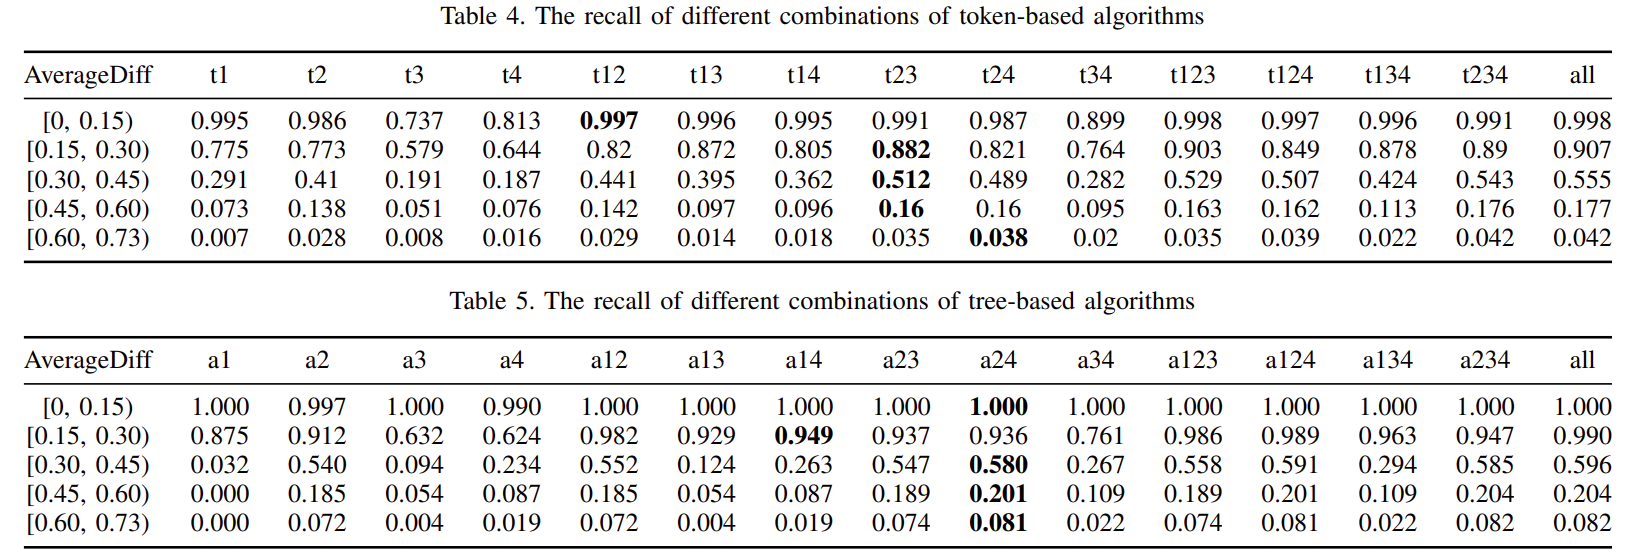 Table 4. The recall of different combinations of token-based algorithms
AverageDiff t1 t2 t3 t4 t12 t13 t14 t23 t24 t34 t123 t124 t134 t234 all
[0, 0.15) 0.995 0.986 0.737 0.813 0.997 0.996 0.995 0.991 0.987 0.899 0.998 0.997 0.996 0.991 0.998
[0.15, 0.30) 0.775 0.773 0.579 0.644 0.82 0.872 0.805 0.882 0.821 0.764 0.903 0.849 0.878 0.89 0.907
[0.30, 0.45) 0.291 0.41 0.191 0.187 0.441 0.395 0.362 0.512 0.489 0.282 0.529 0.507 0.424 0.543 0.555
[0.45, 0.60) 0.073 0.138 0.051 0.076 0.142 0.097 0.096 0.16 0.16 0.095 0.163 0.162 0.113 0.176 0.177
[0.60, 0.73) 0.007 0.028 0.008 0.016 0.029 0.014 0.018 0.035 0.038 0.02 0.035 0.039 0.022 0.042 0.042
Table 5. The recall of different combinations of tree-based algorithms
AverageDiff a1 a2 a3 a4 a12 a13 a14 a23 a24 a34 a123 a124 a134 a234 all
[0, 0.15) 1.000 0.997 1.000 0.990 1.000 1.000 1.000 1.000 1.000 1.000 1.000 1.000 1.000 1.000 1.000
[0.15, 0.30) 0.875 0.912 0.632 0.624 0.982 0.929 0.949 0.937 0.936 0.761 0.986 0.989 0.963 0.947 0.990
[0.30, 0.45) 0.032 0.540 0.094 0.234 0.552 0.124 0.263 0.547 0.580 0.267 0.558 0.591 0.294 0.585 0.596
[0.45, 0.60) 0.000 0.185 0.054 0.087 0.185 0.054 0.087 0.189 0.201 0.109 0.189 0.201 0.109 0.204 0.204
[0.60, 0.73) 0.000 0.072 0.004 0.019 0.072 0.004 0.019 0.074 0.081 0.022 0.074 0.081 0.022 0.082 0.082